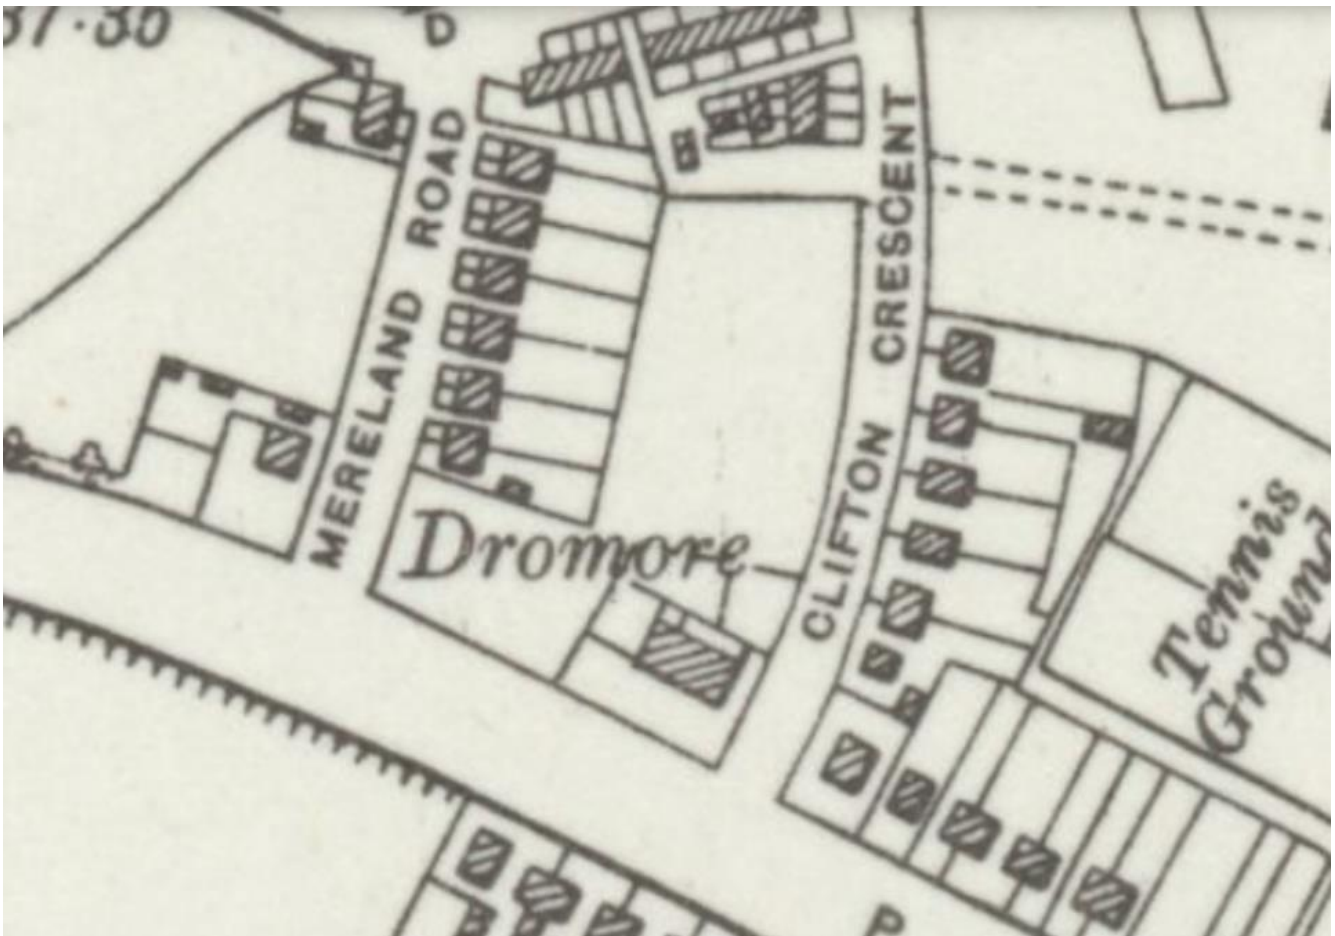 D
MERELAND ROAD
CLIFTON CRESCENT
Dromore
Tennis
Ground
P